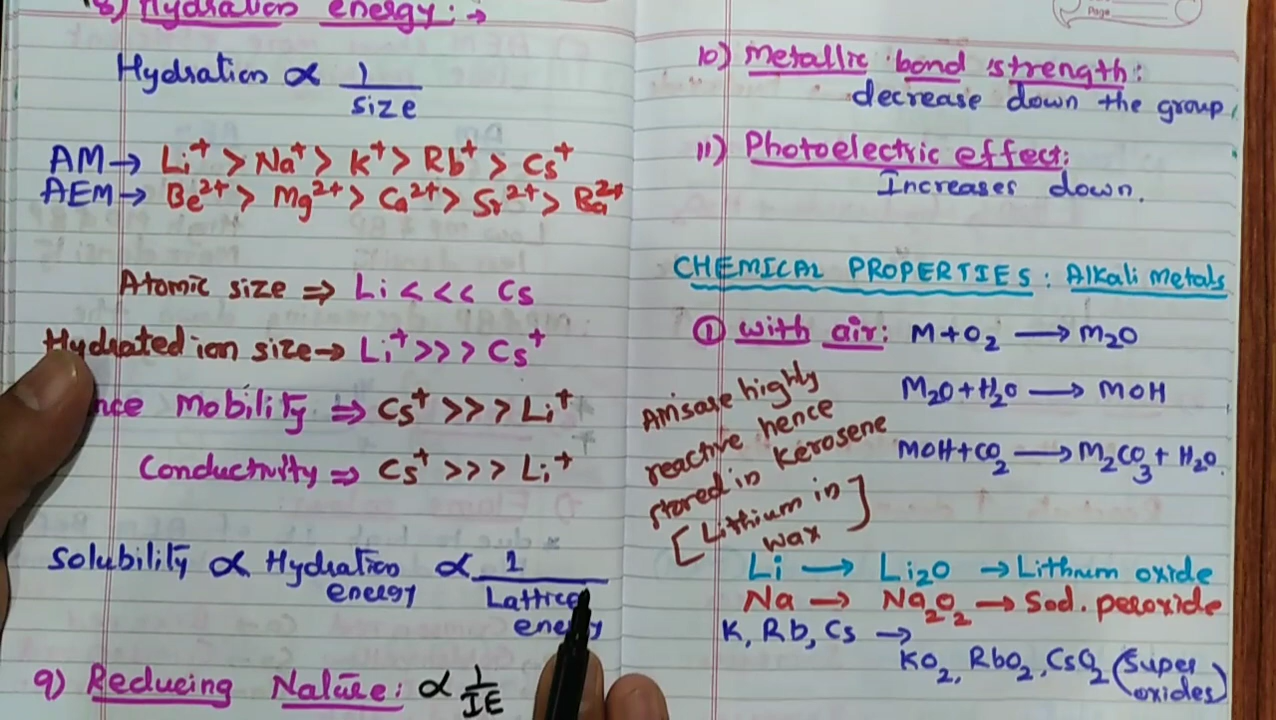 8) Hydration energy: →
Hydration ∝ 1/size
AM → Li⁺ > Na⁺ > K⁺ > Rb⁺ > Cs⁺
AEM → Be²⁺ > Mg²⁺ > Ca²⁺ > Sr²⁺ > Ba²⁺
Atomic size ⇒ Li <<< Cs
Hydrated ion size → Li⁺ >>> Cs⁺
nce Mobility ⇒ Cs⁺ >>> Li⁺
Conductivity ⇒ Cs⁺ >>> Li⁺
Solubility ∝ Hydration energy ∝ 1/Lattice energy
9) Reducing Nature: ∝ 1/IE
Page
10) Metallic bond strength:
decrease down the group
11) Photoelectric effect:
Increases down.
CHEMICAL PROPERTIES: Alkali metals
① with air: M + O₂ ⟶ M₂O
M₂O + H₂O ⟶ MOH
MOH + CO₂ ⟶ M₂CO₃ + H₂O
highly
reactive hence
stored in Kerosene
[Lithium in
wax]
Li ⟶ Li₂O → Lithium oxide
Na → Na₂O₂ → Sod. peroxide
K, Rb, Cs →
KO₂, RbO₂, CsO₂ (Super
oxides)